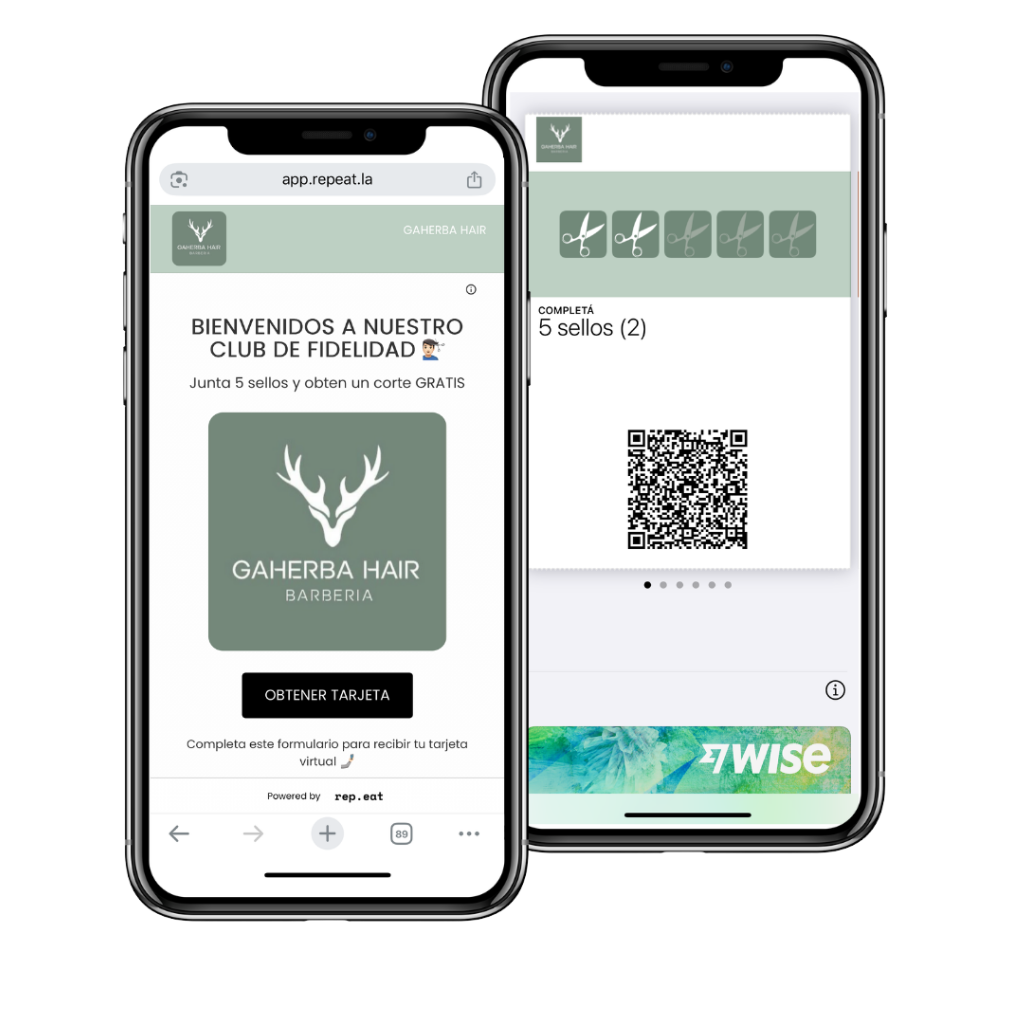 app.repeat.la
GAHERBA HAIR
BARBERIA
GAHERBA HAIR
BIENVENIDOS A NUESTRO
CLUB DE FIDELIDAD
Junta 5 sellos y obten un corte GRATIS
GAHERBA HAIR
BARBERIA
OBTENER TARJETA
Completa este formulario para recibir tu tarjeta
virtual
Powered by rep.eat
89
GAHERBA HAIR
COMPLETÁ
5 sellos (2)
WISE